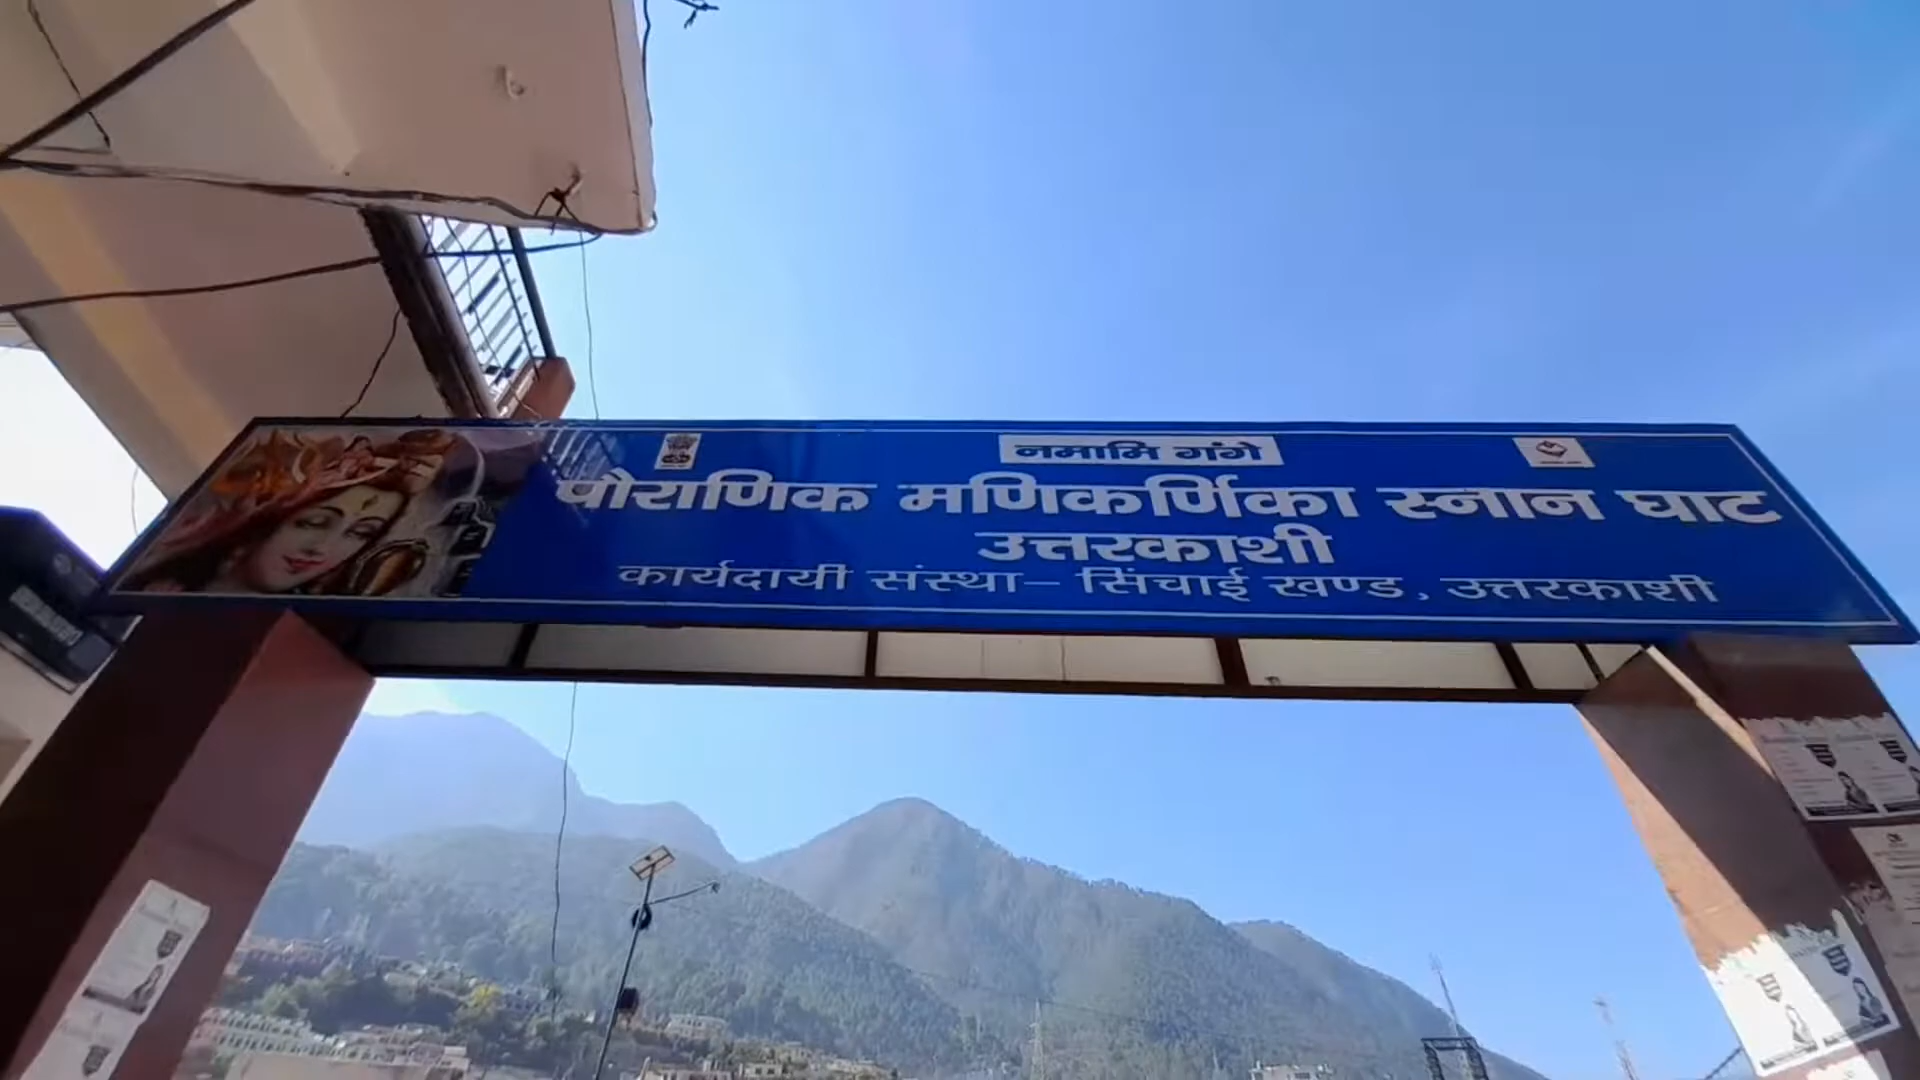 नमामि गंगे
पौराणिक मणिकर्णिका स्नान घाट
उत्तरकाशी
कार्यदायी संस्था– सिंचाई खण्ड, उत्तरकाशी